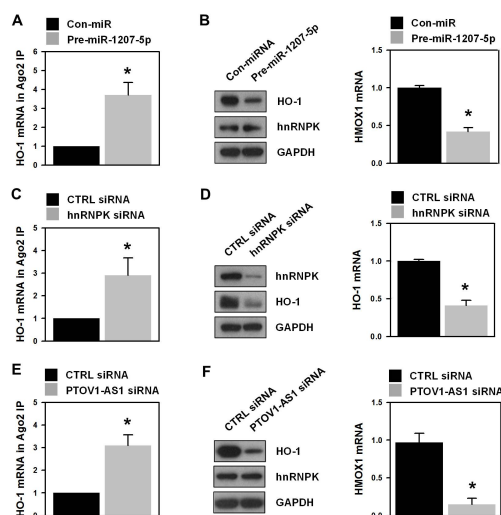 A
Con-miR
Pre-miR-1207-5p
HO-1 mRNA in Ago2 IP
6
5
4
3
2
1
0
*
B
Con-miRNA
Pre-miR-1207-5p
HO-1
hnRNPK
GAPDH
HMOX1 mRNA
1.5
1.0
0.5
0.0
*
C
CTRL siRNA
hnRNPK siRNA
HO-1 mRNA in Ago2 IP
5
4
3
2
1
0
*
D
CTRL siRNA
hnRNPK siRNA
hnRNPK
HO-1
GAPDH
CTRL siRNA
hnRNPK siRNA
HO-1 mRNA
1.5
1.0
0.5
0.0
*
E
CTRL siRNA
PTOV1-AS1 siRNA
HO-1 mRNA in Ago2 IP
5
4
3
2
1
0
*
F
CTRL siRNA
PTOV1-AS1 siRNA
HO-1
hnRNPK
GAPDH
CTRL siRNA
PTOV1-AS1 siRNA
HMOX1 mRNA
1.5
1.0
0.5
0.0
*